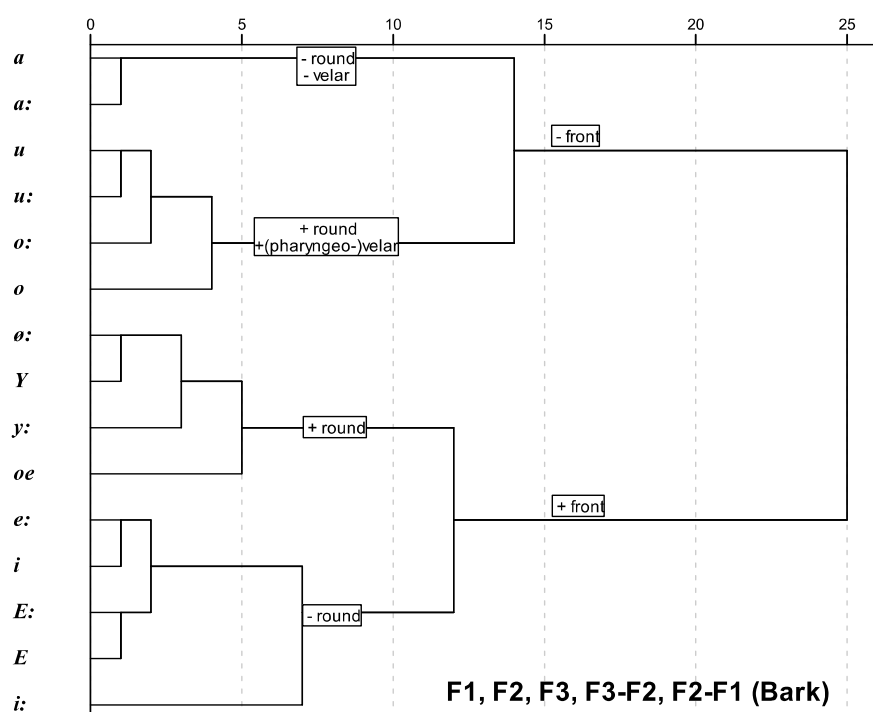 0 5 10 15 20 25
a
- round
- velar
a:
- front
u
u:
+ round
+(pharyngeo-)velar
o:
o
ø:
Y
+ round
y:
oe
+ front
e:
i
- round
E:
E
i:
F1, F2, F3, F3-F2, F2-F1 (Bark)